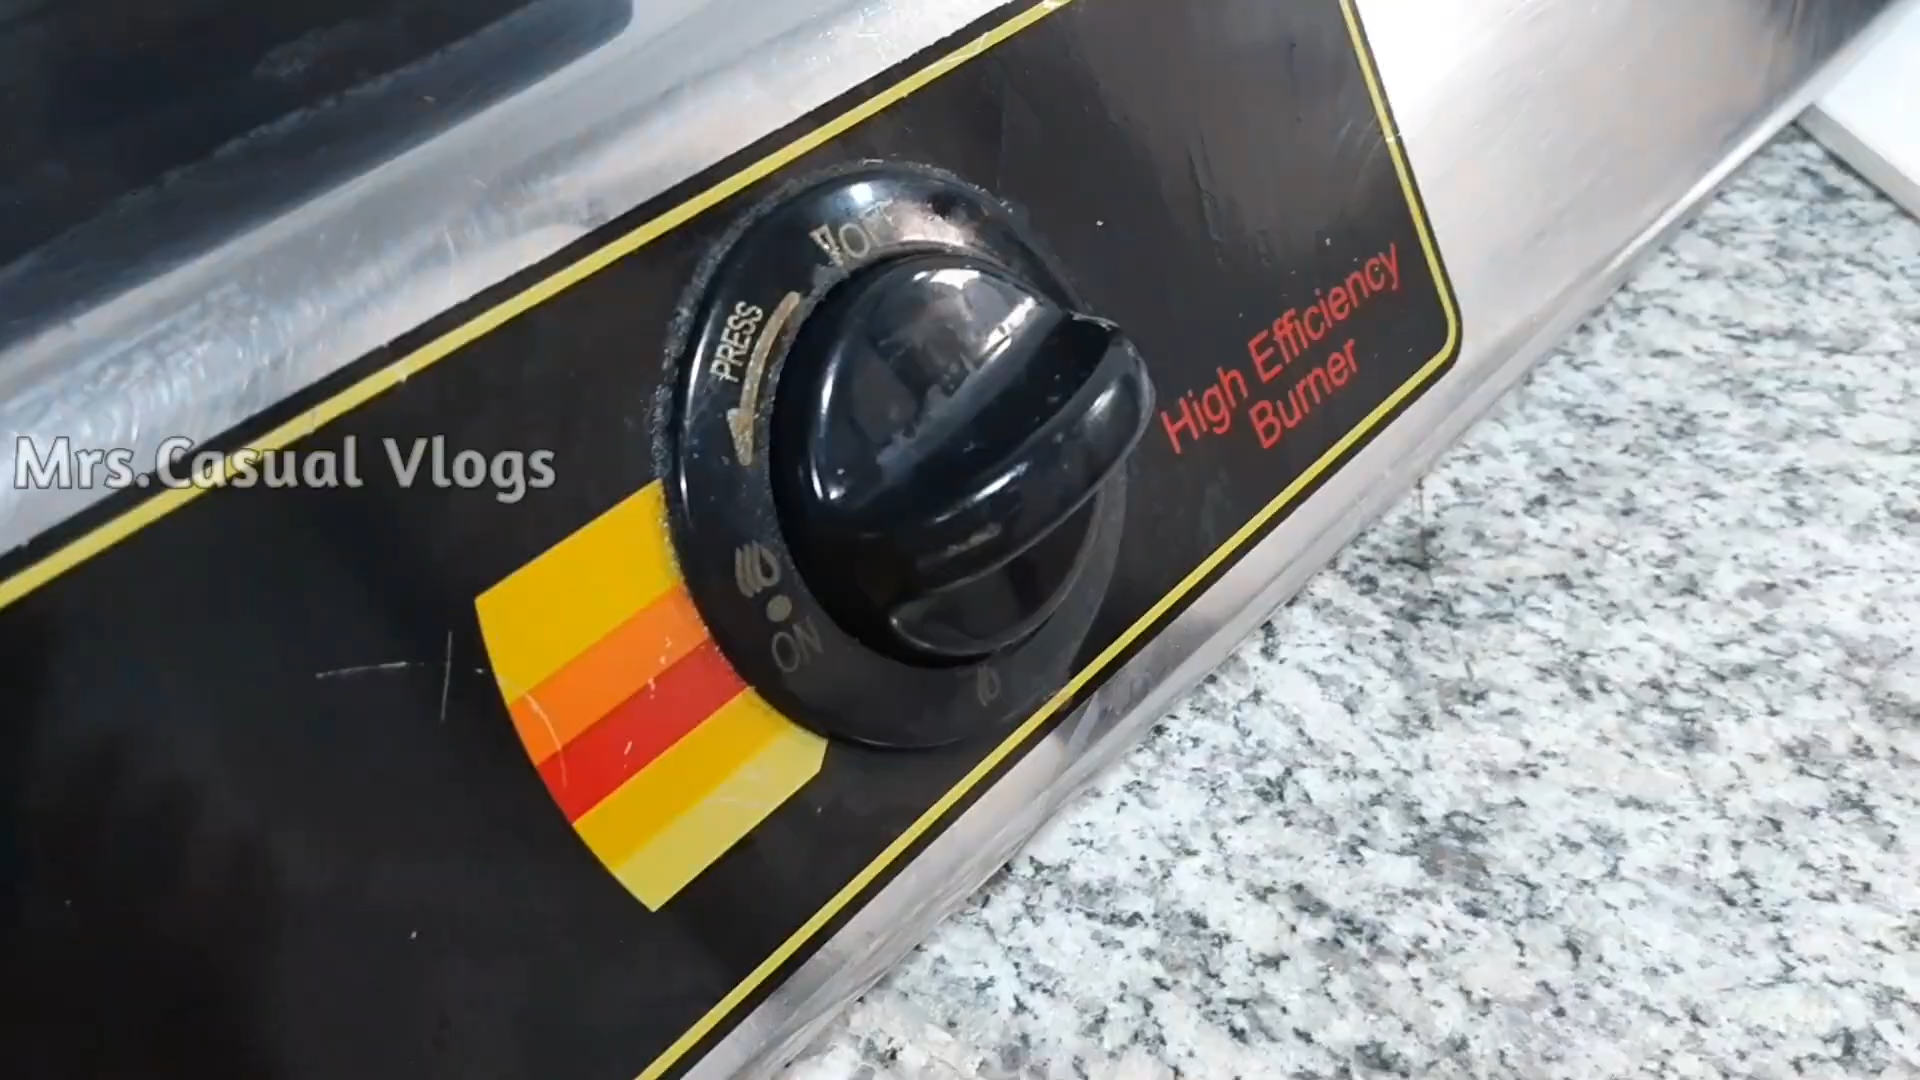 OFF
PRESS
High Efficiency
Burner
Mrs.Casual Vlogs
ON